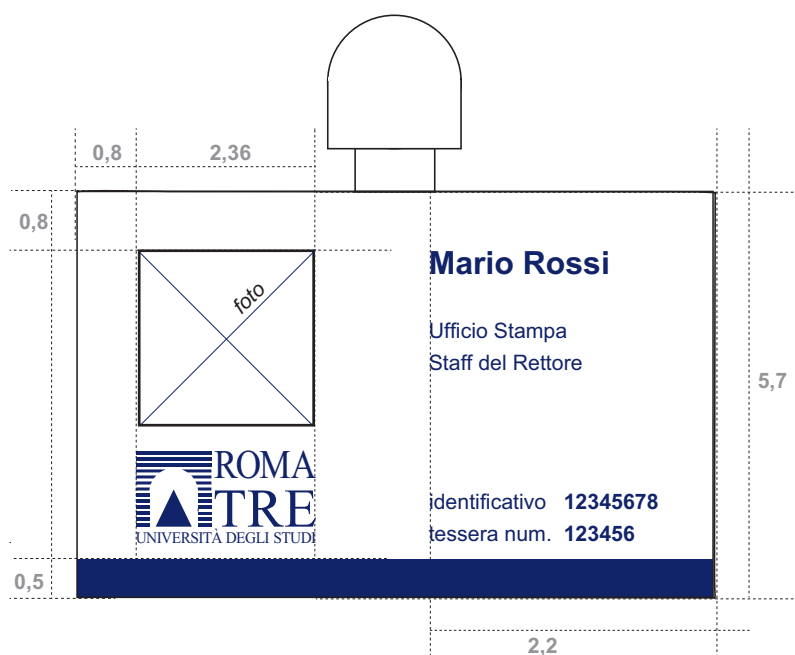 0,8
2,36
0,8
foto
Mario Rossi
Ufficio Stampa
Staff del Rettore
5,7
ROMA
TRE
UNIVERSITÀ DEGLI STUDI
identificativo 12345678
tessera num. 123456
0,5
2,2